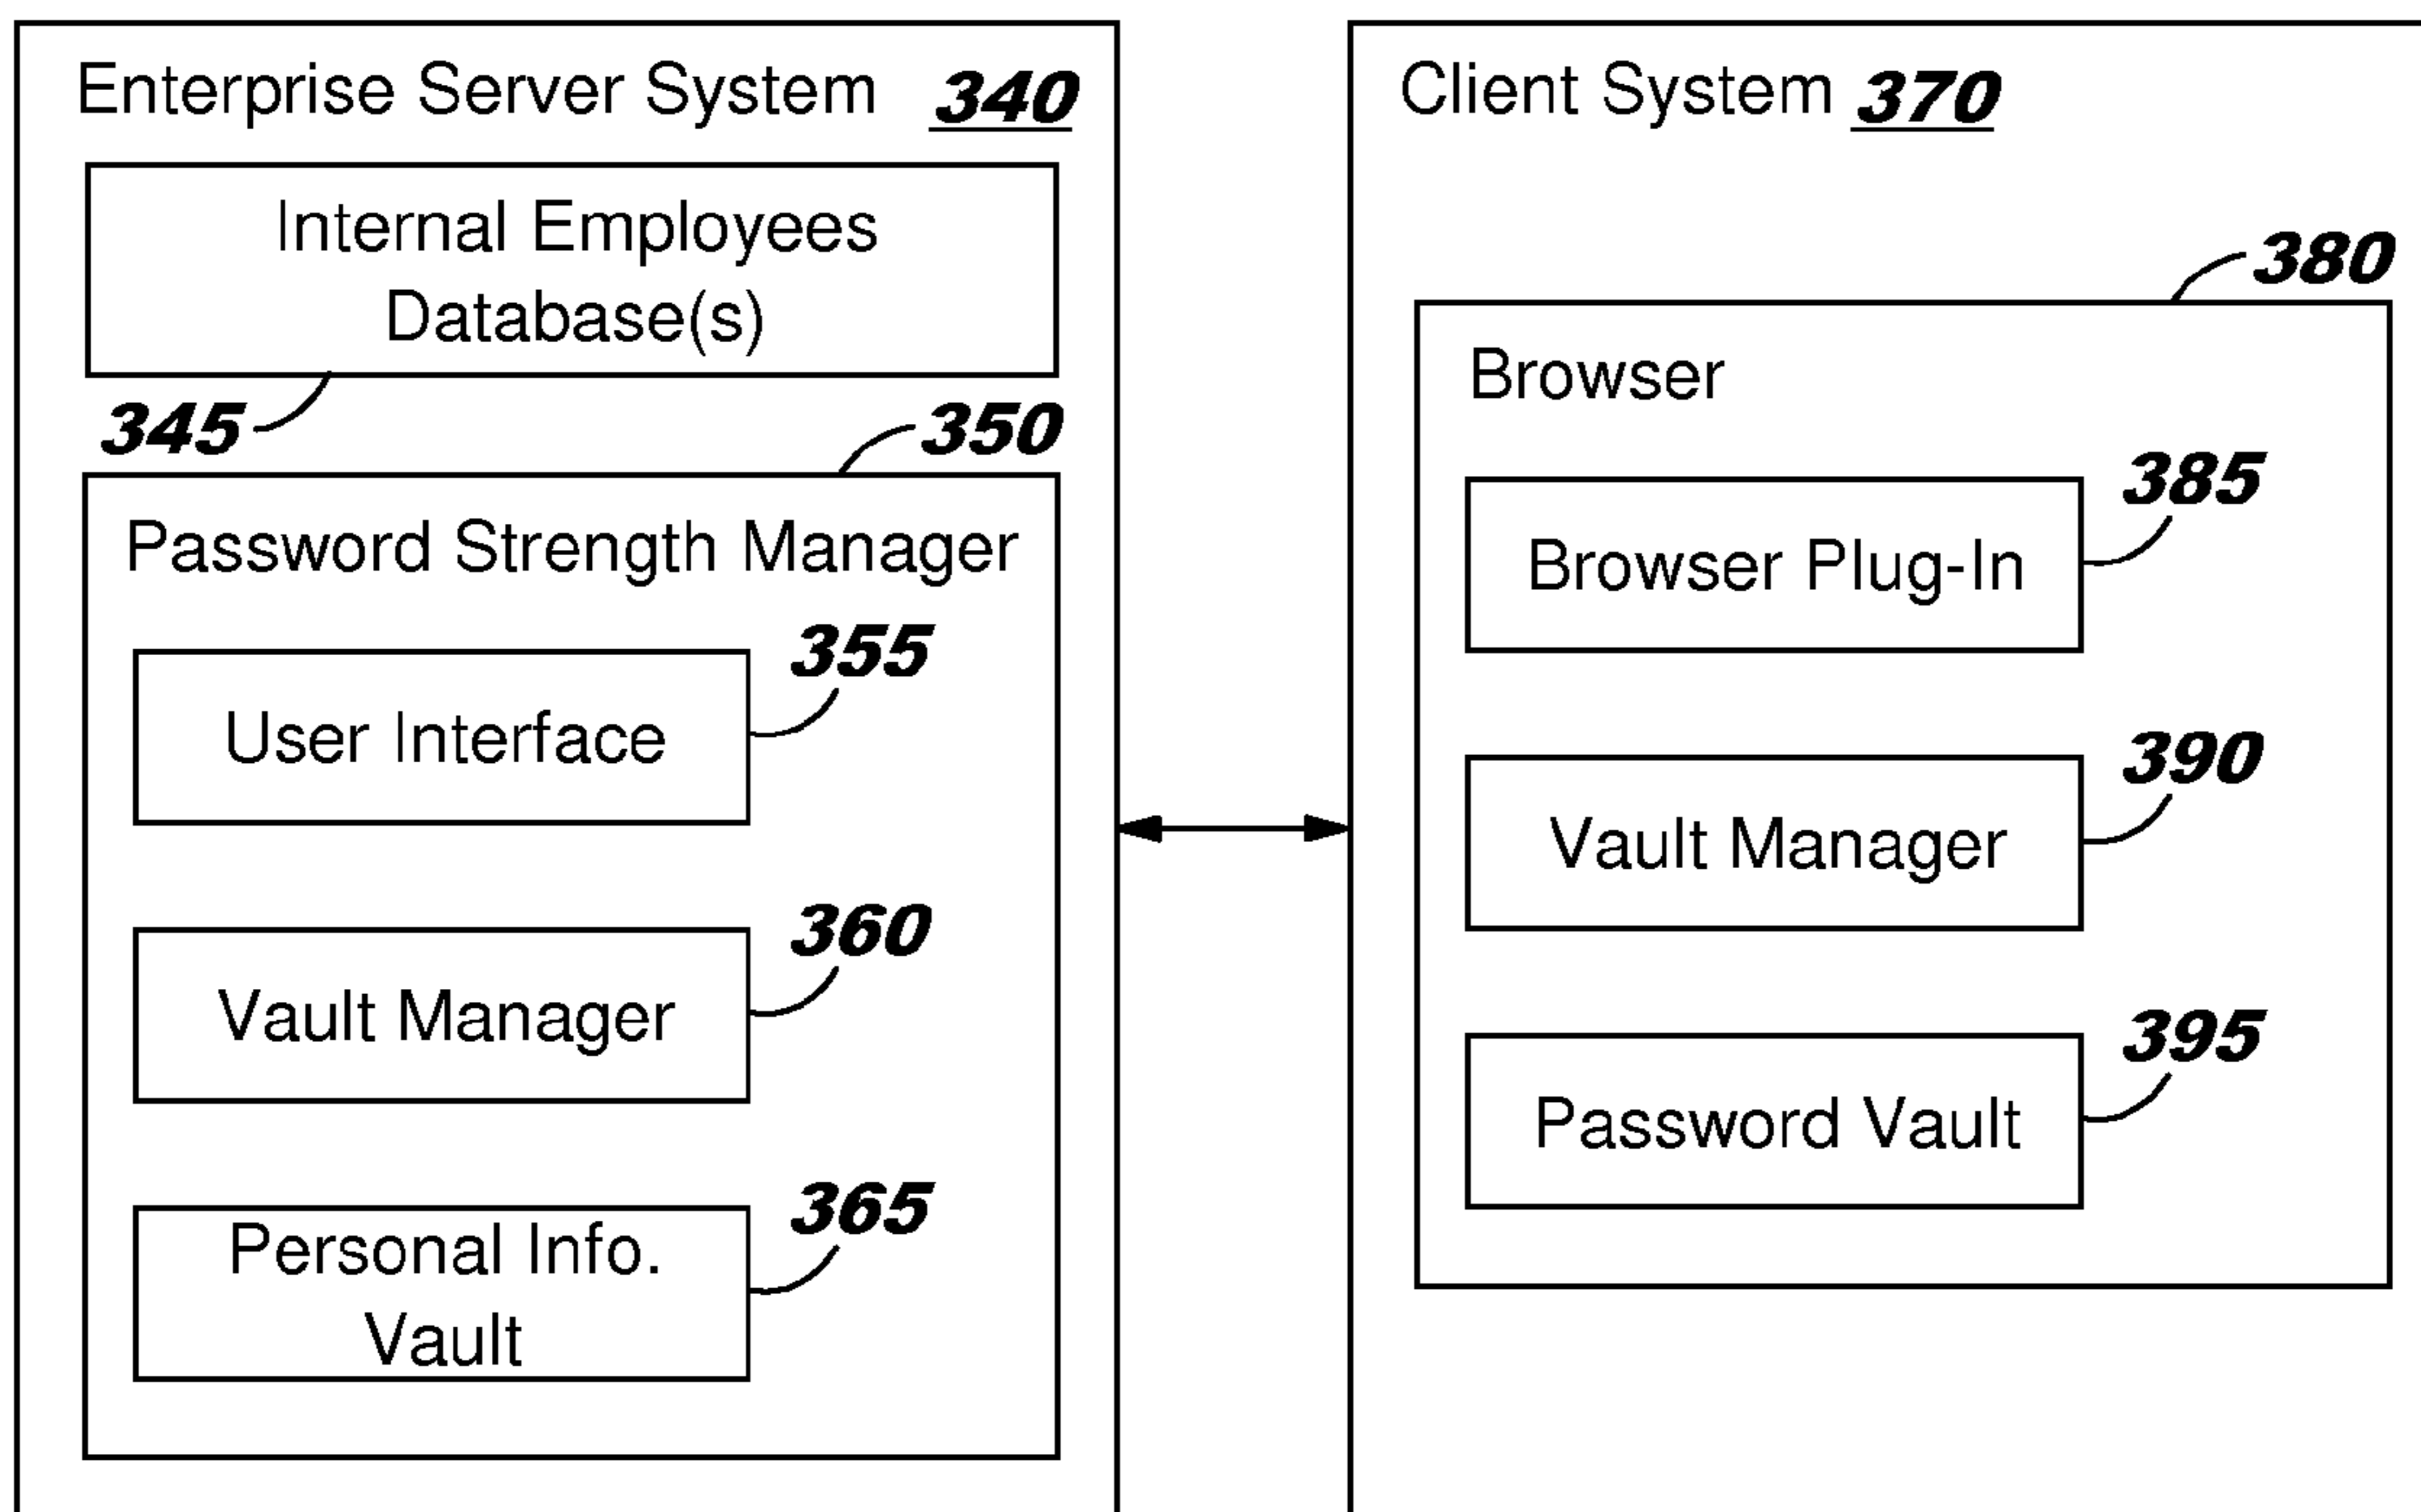 Enterprise Server System 340
Internal Employees
Database(s)
345
350
Password Strength Manager
355
User Interface
360
Vault Manager
365
Personal Info.
Vault
Client System 370
380
Browser
385
Browser Plug-In
390
Vault Manager
395
Password Vault